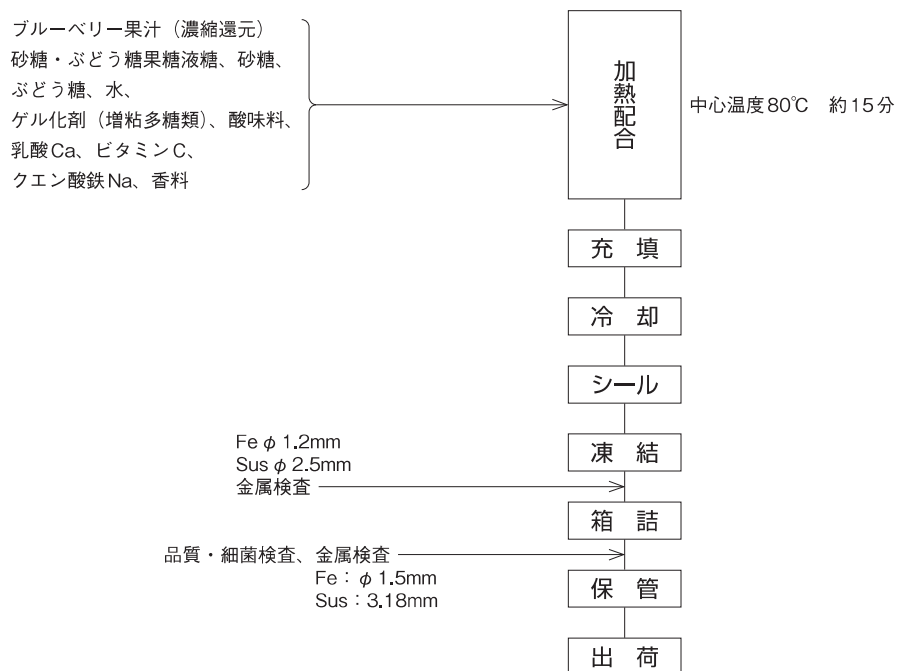 ブルーベリー果汁（濃縮還元）
砂糖・ぶどう糖果糖液糖、砂糖、
ぶどう糖、水、
ゲル化剤（増粘多糖類）、酸味料、
乳酸Ca、ビタミンC、
クエン酸鉄Na、香料
加熱配合
中心温度80℃　約15分
充　填
冷　却
シール
凍　結
Fe φ 1.2mm
Sus φ 2.5mm
金属検査
箱　詰
品質・細菌検査、金属検査
Fe：φ 1.5mm
Sus：3.18mm
保　管
出　荷